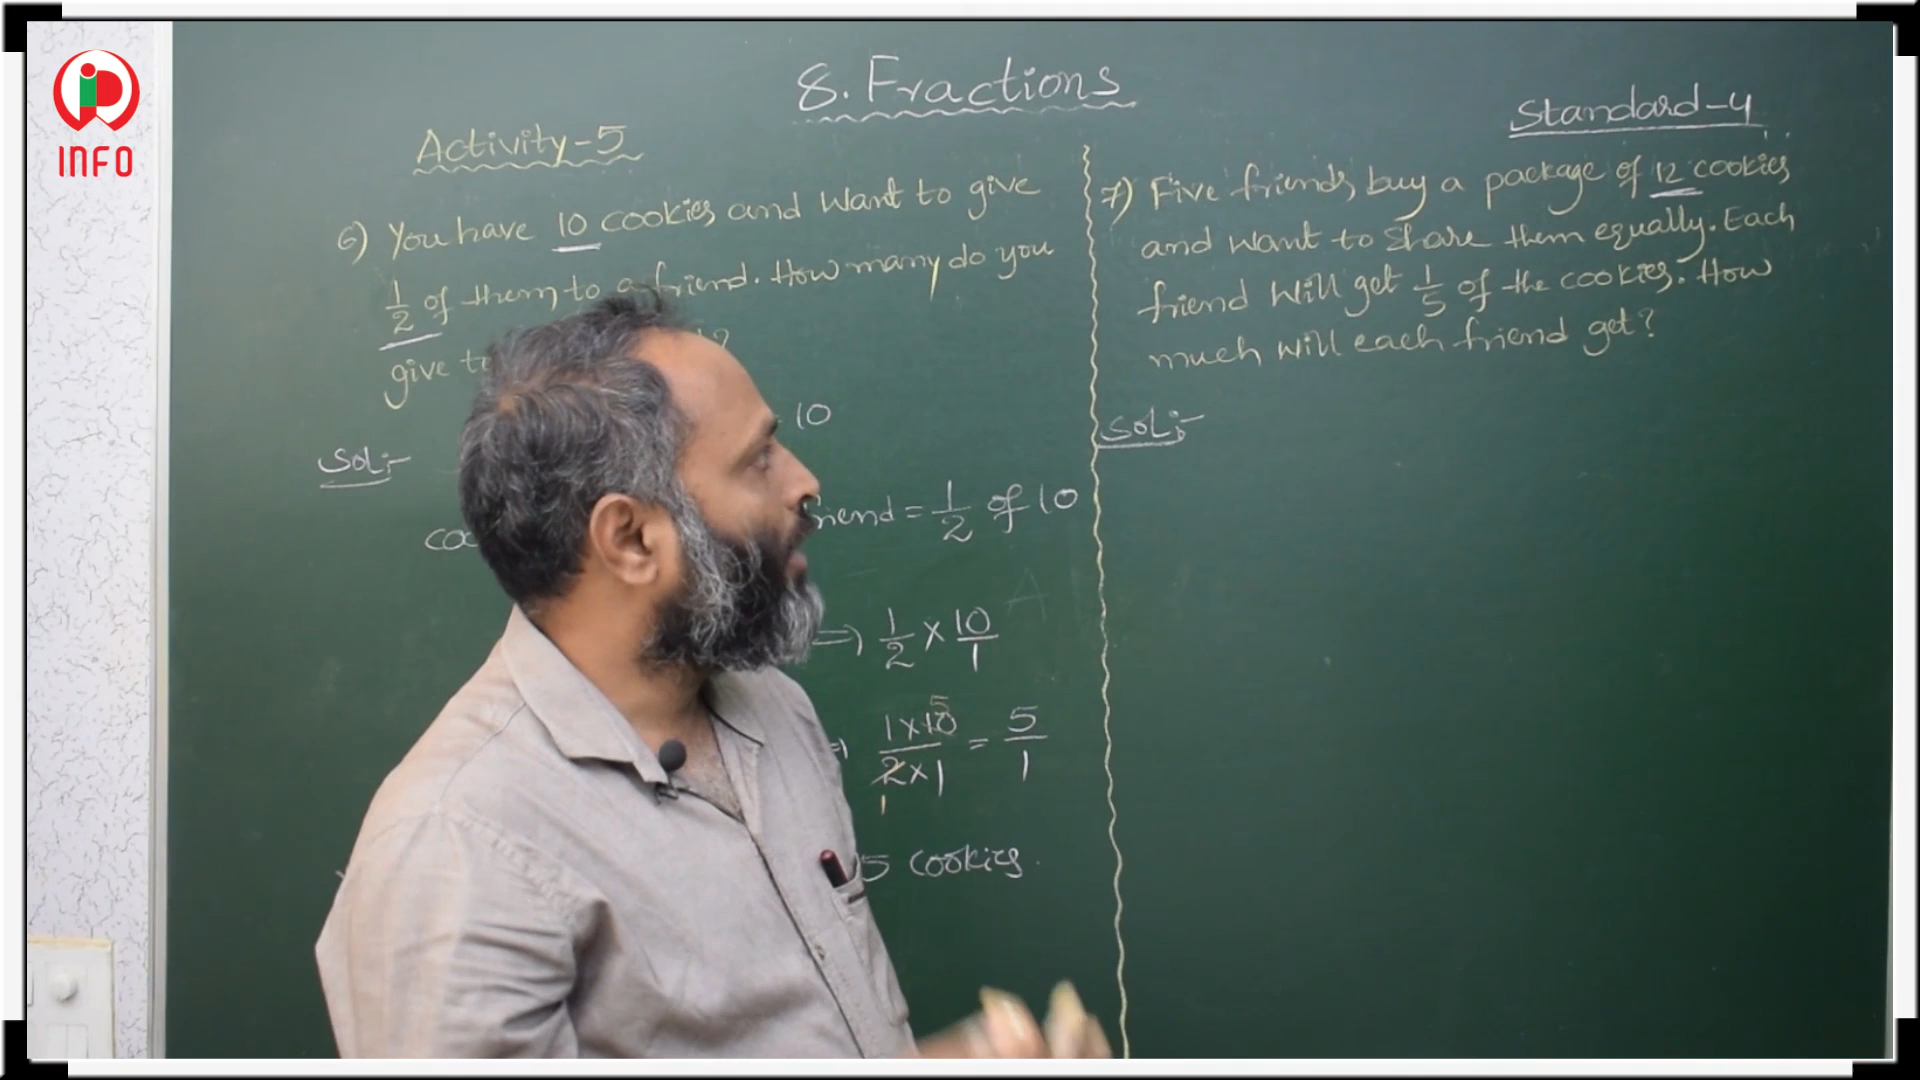 INFO
8. Fractions
Standard-4
Activity-5
6) You have 10 cookies and want to give
1/2 of them to a friend. How many do you
give to
Sol:-
10
friend = 1/2 of 10
=> 1/2 x 10/1
=> 1x10/2x1 = 5/1
5
1
5 cookies.
7) Five friends buy a package of 12 cookies
and want to share them equally. Each
friend will get 1/5 of the cookies. How
much will each friend get?
Sol:-